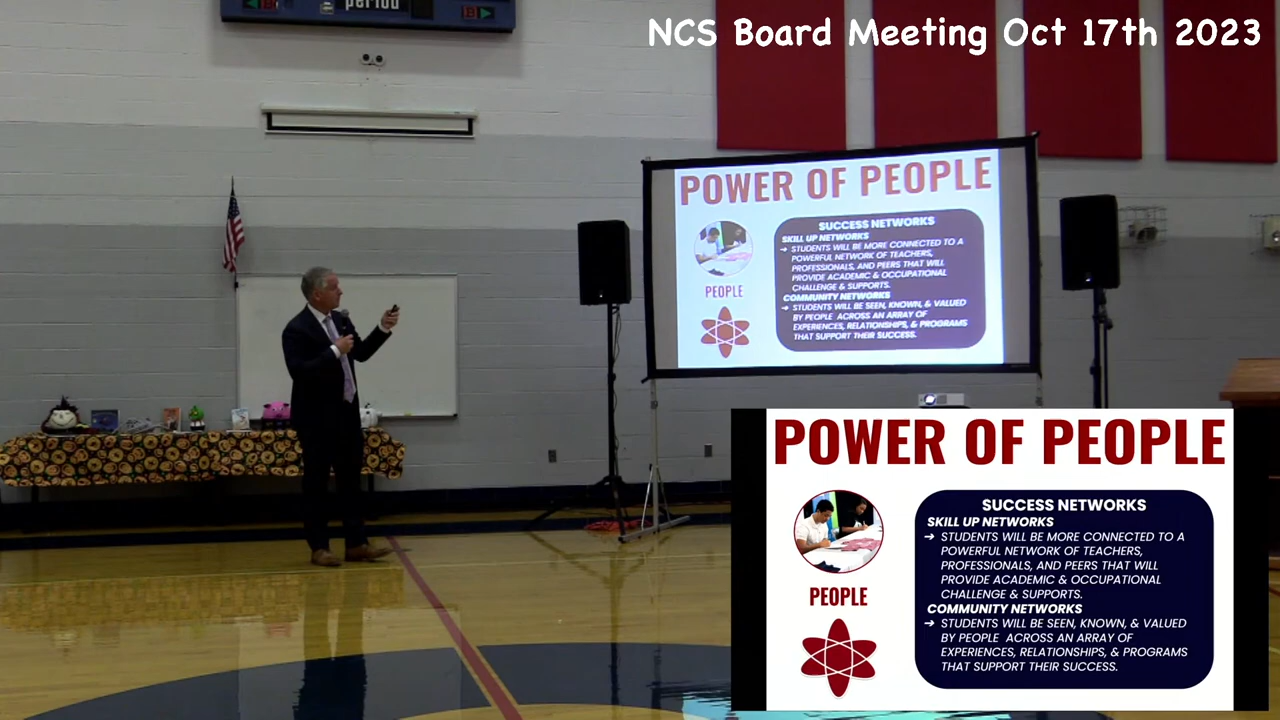 period
NCS Board Meeting Oct 17th 2023
POWER OF PEOPLE
SUCCESS NETWORKS
SKILL UP NETWORKS
→ STUDENTS WILL BE MORE CONNECTED TO A
POWERFUL NETWORK OF TEACHERS,
PROFESSIONALS, AND PEERS THAT WILL
PROVIDE ACADEMIC & OCCUPATIONAL
CHALLENGE & SUPPORTS.
COMMUNITY NETWORKS
→ STUDENTS WILL BE SEEN, KNOWN, & VALUED
BY PEOPLE ACROSS AN ARRAY OF
EXPERIENCES, RELATIONSHIPS, & PROGRAMS
THAT SUPPORT THEIR SUCCESS.
PEOPLE
POWER OF PEOPLE
SUCCESS NETWORKS
SKILL UP NETWORKS
→ STUDENTS WILL BE MORE CONNECTED TO A
POWERFUL NETWORK OF TEACHERS,
PROFESSIONALS, AND PEERS THAT WILL
PROVIDE ACADEMIC & OCCUPATIONAL
CHALLENGE & SUPPORTS.
COMMUNITY NETWORKS
→ STUDENTS WILL BE SEEN, KNOWN, & VALUED
BY PEOPLE ACROSS AN ARRAY OF
EXPERIENCES, RELATIONSHIPS, & PROGRAMS
THAT SUPPORT THEIR SUCCESS.
PEOPLE